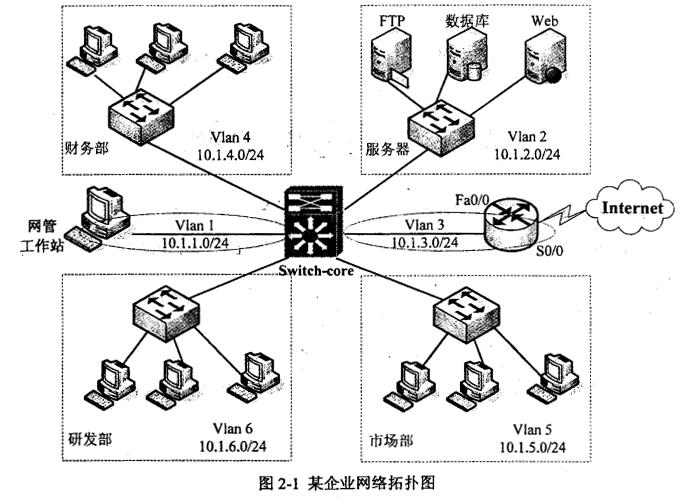 FTP
数据库
Web
财务部
Vlan 4
10.1.4.0/24
服务器
Vlan 2
10.1.2.0/24
网管
工作站
Vlan 1
10.1.1.0/24
Vlan 3
10.1.3.0/24
Fa0/0
S0/0
Internet
Switch-core
研发部
Vlan 6
10.1.6.0/24
市场部
Vlan 5
10.1.5.0/24
图 2-1 某企业网络拓扑图